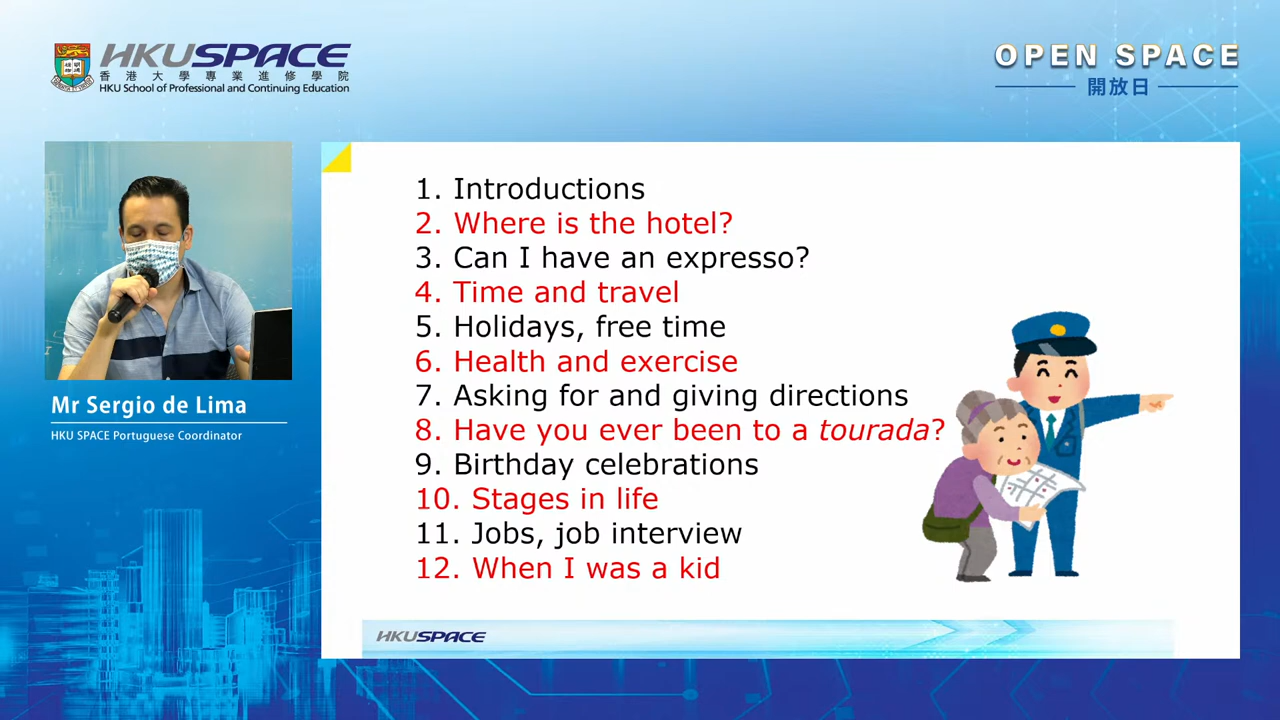 HKUSPACE
香港大學專業進修學院
HKU School of Professional and Continuing Education
OPEN SPACE
開放日
Mr Sergio de Lima
HKU SPACE Portuguese Coordinator
1. Introductions
2. Where is the hotel?
3. Can I have an expresso?
4. Time and travel
5. Holidays, free time
6. Health and exercise
7. Asking for and giving directions
8. Have you ever been to a tourada?
9. Birthday celebrations
10. Stages in life
11. Jobs, job interview
12. When I was a kid
HKUSPACE